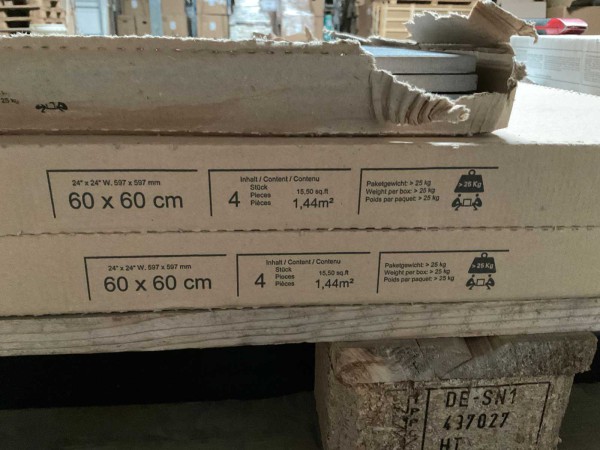 24" x 24" W. 597 x 597 mm
60 x 60 cm
Inhalt / Content / Contenu
4
Stück
Pieces
Pièces
15,50 sq.ft
1,44m²
Paketgewicht: > 25 kg
Weight per box: > 25 kg
Poids par paquet: > 25 kg
> 25 Kg
24" x 24" W. 597 x 597 mm
60 x 60 cm
Inhalt / Content / Contenu
4
Stück
Pieces
Pièces
15,50 sq.ft
1,44m²
Paketgewicht: > 25 kg
Weight per box: > 25 kg
Poids par paquet: > 25 kg
> 25 Kg
DE-SN1
437027
HT